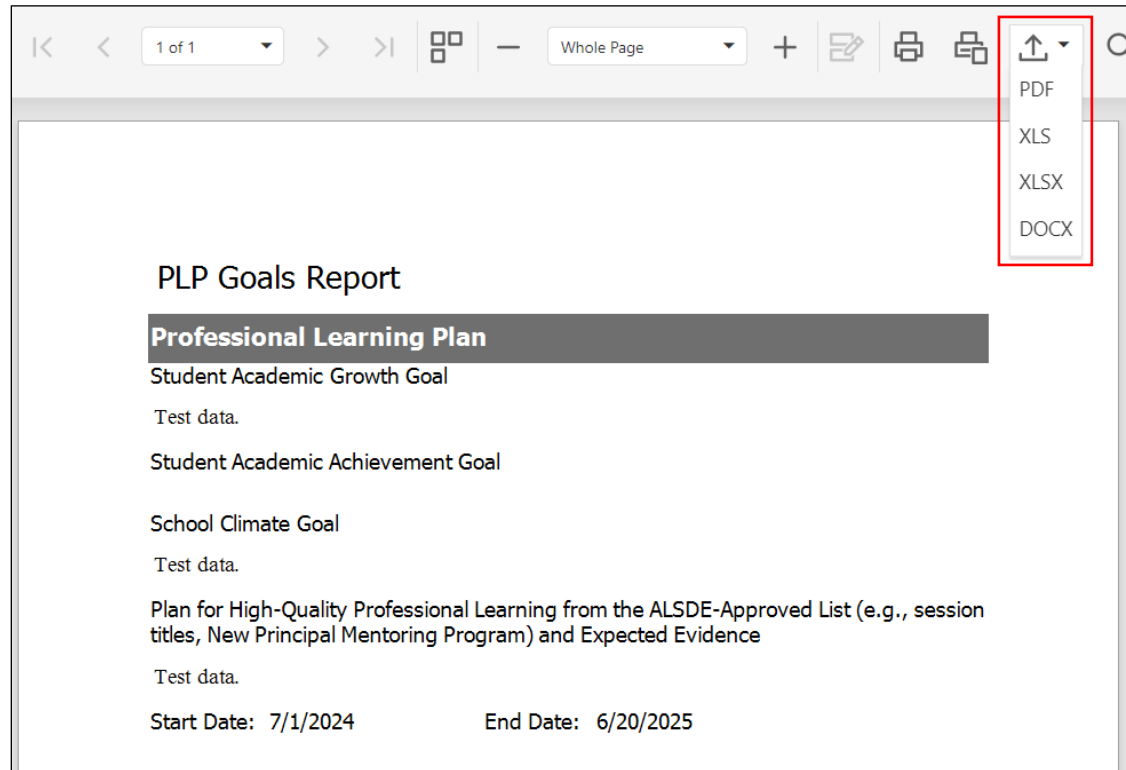 1 of 1
Whole Page
PDF
XLS
XLSX
DOCX
PLP Goals Report
Professional Learning Plan
Student Academic Growth Goal
Test data.
Student Academic Achievement Goal
School Climate Goal
Test data.
Plan for High-Quality Professional Learning from the ALSDE-Approved List (e.g., session
titles, New Principal Mentoring Program) and Expected Evidence
Test data.
Start Date: 7/1/2024 End Date: 6/20/2025